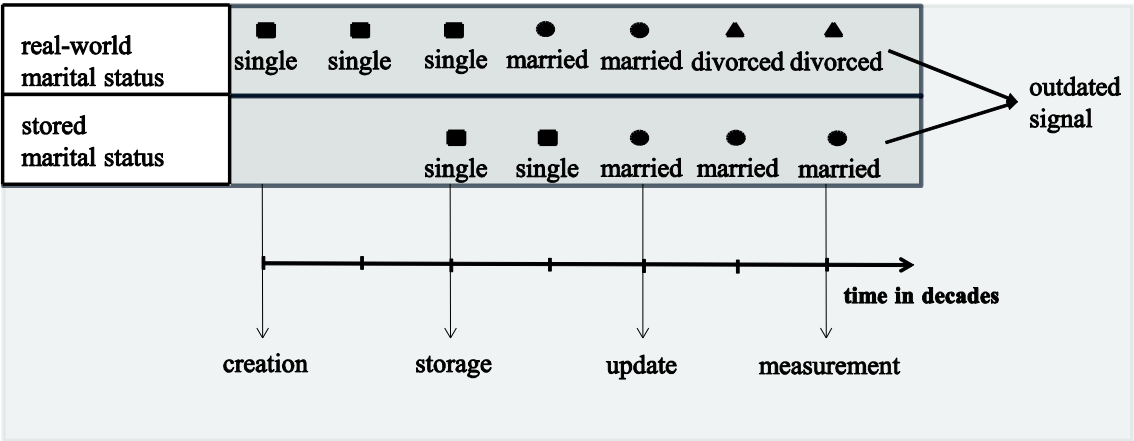 real-world
marital status
single single single married married divorced divorced
stored
marital status
single single married married married
outdated
signal
time in decades
creation storage update measurement